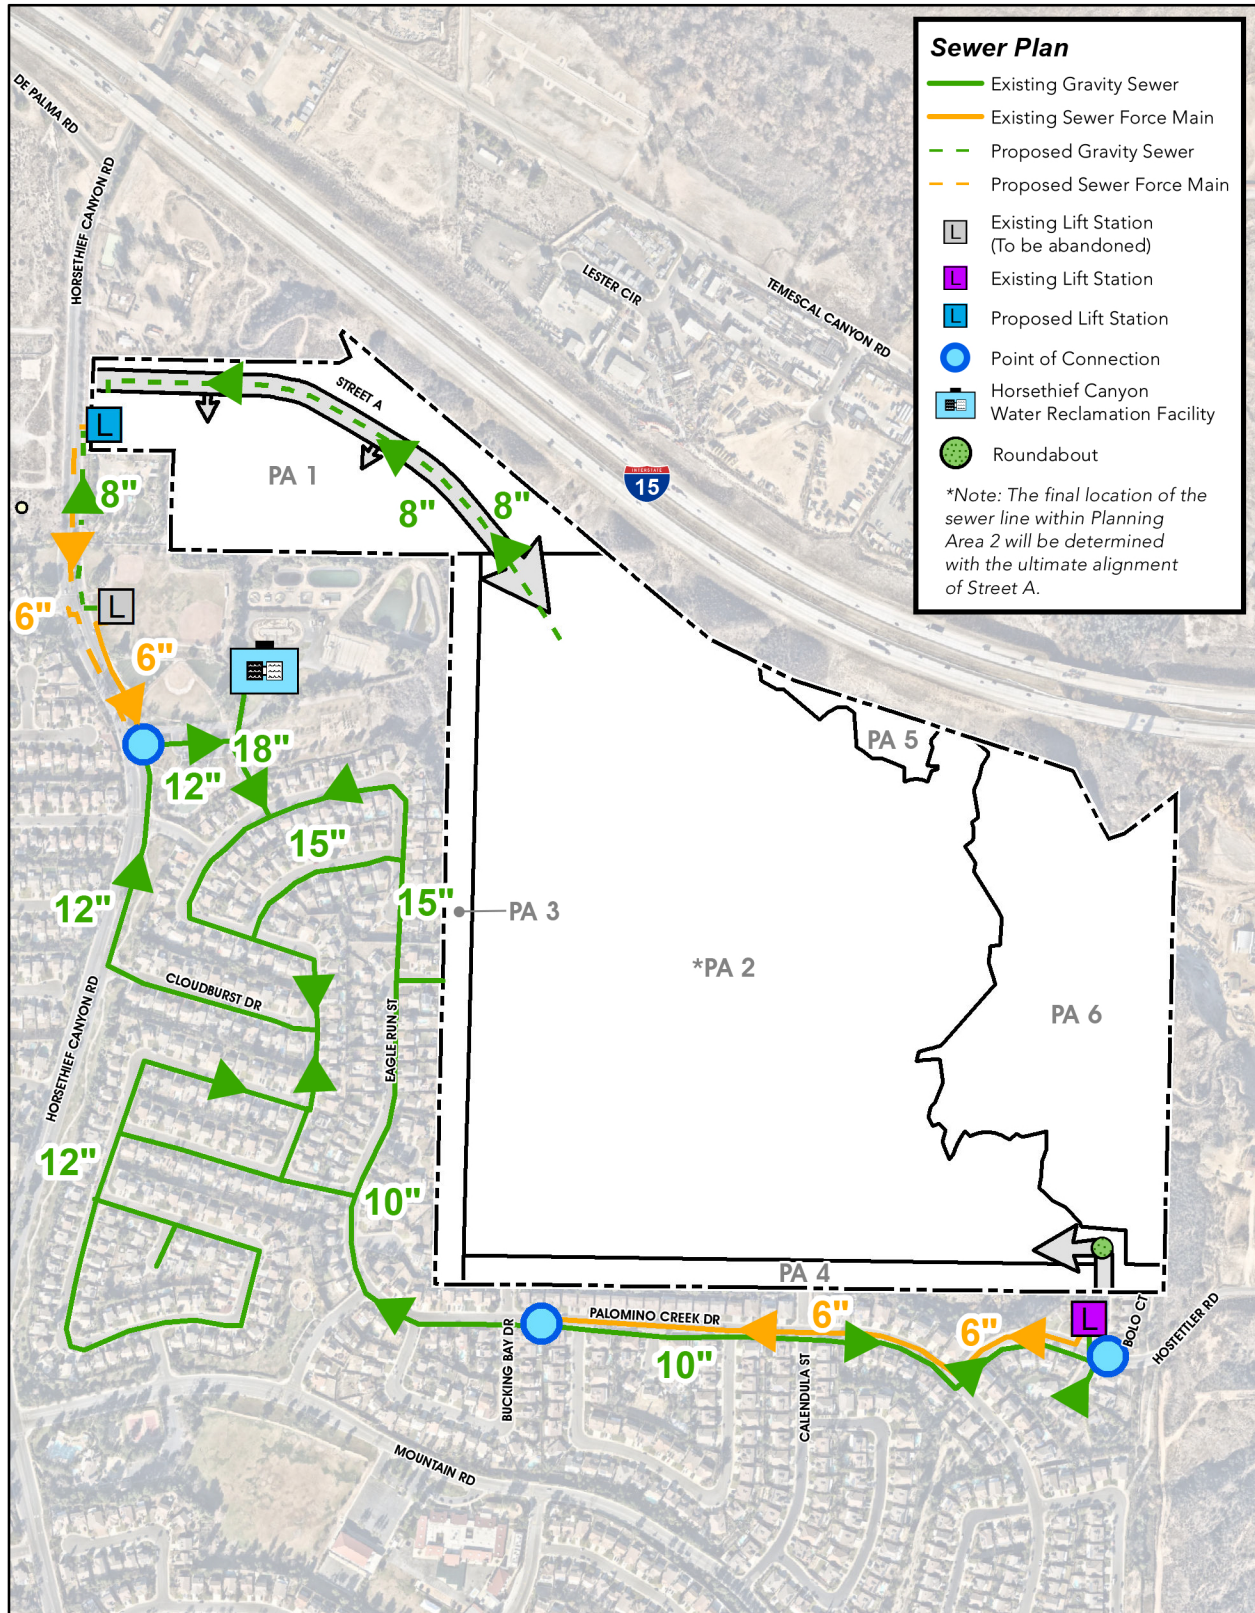 Sewer Plan
Existing Gravity Sewer
Existing Sewer Force Main
Proposed Gravity Sewer
Proposed Sewer Force Main
L
Existing Lift Station
(To be abandoned)
L
Existing Lift Station
L
Proposed Lift Station
Point of Connection
Horsethief Canyon
Water Reclamation Facility
Roundabout
*Note: The final location of the
sewer line within Planning
Area 2 will be determined
with the ultimate alignment
of Street A.
DE PALMA RD
HORSETHIEF CANYON RD
LESTER CIR
TEMESCAL CANYON RD
STREET A
L
PA 1
INTERSTATE
15
8"
8"
8"
L
6"
6"
18"
12"
PA 5
15"
12"
15"
PA 3
*PA 2
CLOUDBURST DR
HORSETHIEF CANYON RD
EAGLE RUN ST
PA 6
12"
10"
PA 4
PALOMINO CREEK DR
6"
6"
L
BOLO CT
HOSTETTLER RD
BUCKING BAY DR
10"
CALENDULA ST
MOUNTAIN RD